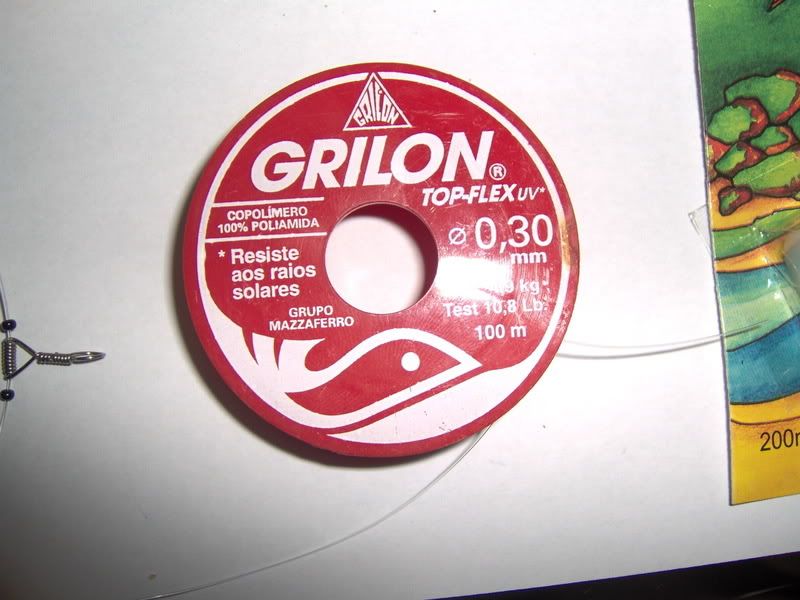 GRILON
GRILON®
TOP-FLEX UV*
COPOLÍMERO
100% POLIAMIDA
* Resiste
aos raios
solares
GRUPO
MAZZAFERRO
ø 0,30
mm
kg*
Test 10,8 Lb.
100 m